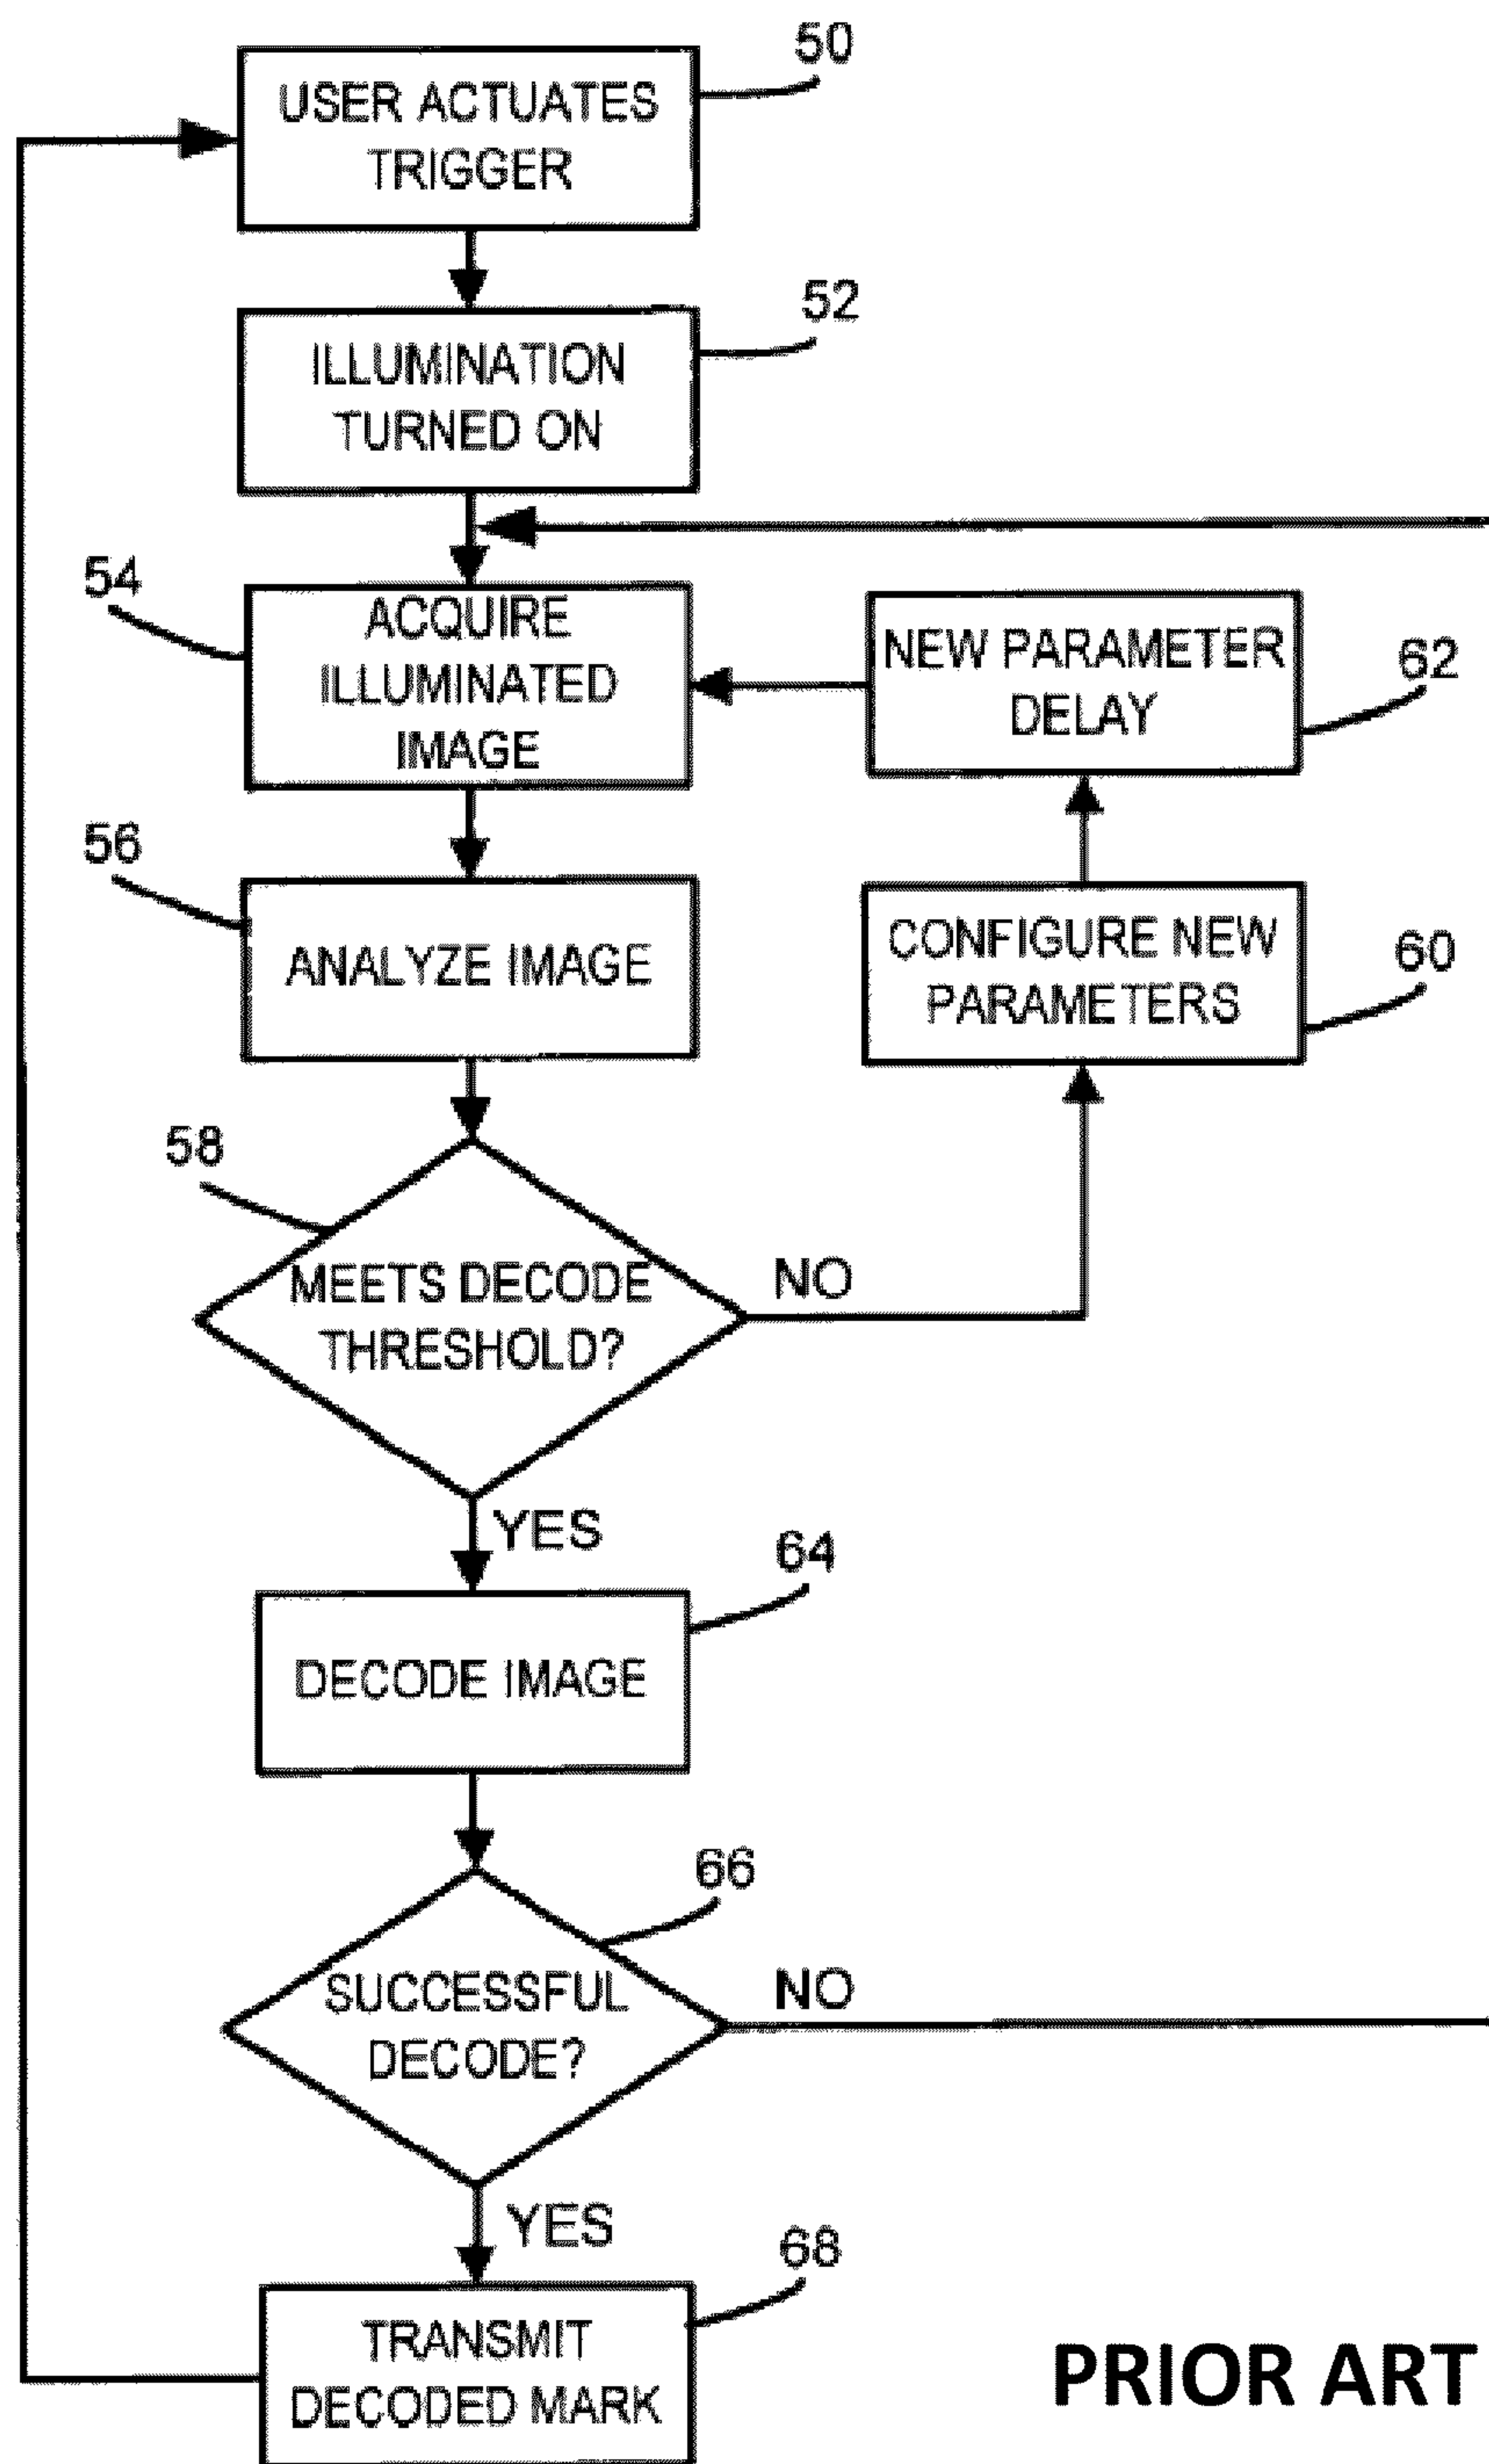 50
USER ACTUATES
TRIGGER
52
ILLUMINATION
TURNED ON
54
ACQUIRE
ILLUMINATED
IMAGE
NEW PARAMETER
DELAY
62
56
ANALYZE IMAGE
CONFIGURE NEW
PARAMETERS
60
58
MEETS DECODE
THRESHOLD?
NO
YES
64
DECODE IMAGE
66
SUCCESSFUL
DECODE?
NO
YES
68
TRANSMIT
DECODED MARK
PRIOR ART